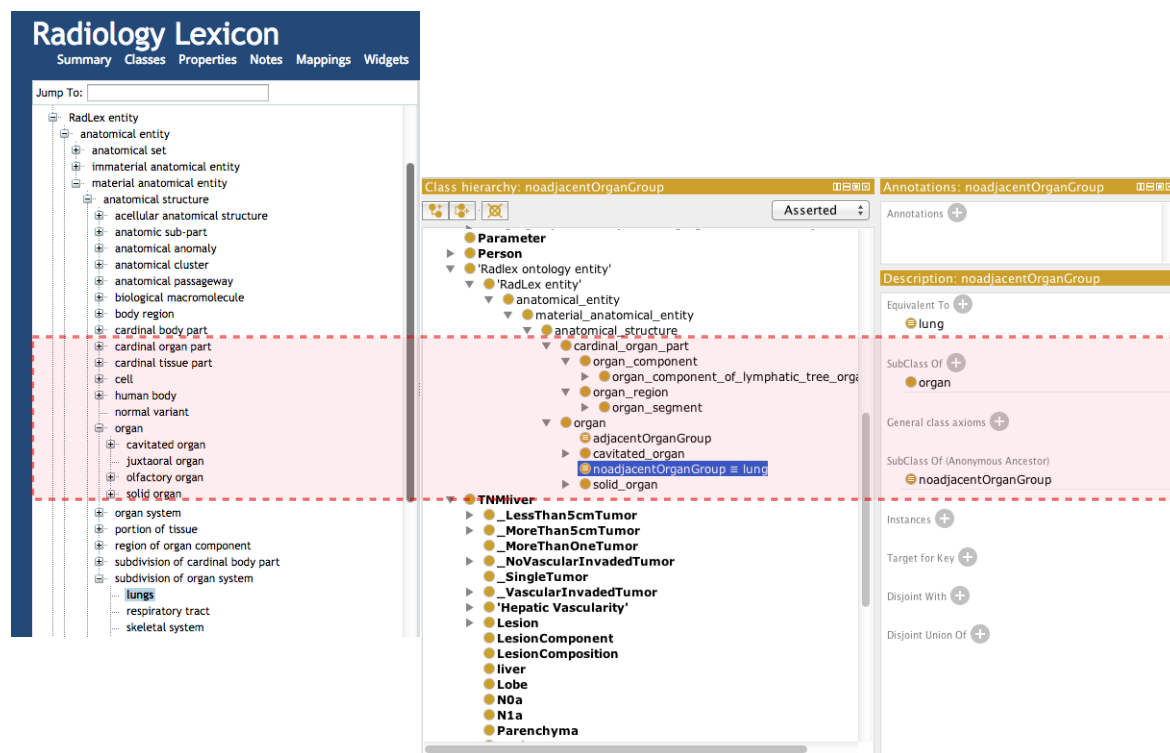 Radiology Lexicon
Summary Classes Properties Notes Mappings Widgets
Jump To:
RadLex entity
anatomical entity
anatomical set
immaterial anatomical entity
material anatomical entity
anatomical structure
acellular anatomical structure
anatomic sub-part
anatomical anomaly
anatomical cluster
anatomical passageway
biological macromolecule
body region
cardinal body part
cardinal organ part
cardinal tissue part
cell
human body
normal variant
organ
cavitated organ
juxtaoral organ
olfactory organ
solid organ
organ system
portion of tissue
region of organ component
subdivision of cardinal body part
subdivision of organ system
lungs
respiratory tract
skeletal system
Class hierarchy: noadjacentOrganGroup
Asserted
Parameter
Person
'Radlex ontology entity'
'RadLex entity'
anatomical_entity
material_anatomical_entity
anatomical_structure
cardinal_organ_part
organ_component
organ_component_of_lymphatic_tree_orga
organ_region
organ_segment
organ
adjacentOrganGroup
cavitated_organ
noadjacentOrganGroup ≡ lung
solid_organ
TNMliver
_LessThan5cmTumor
_MoreThan5cmTumor
_MoreThanOneTumor
_NoVascularInvadedTumor
_SingleTumor
_VascularInvadedTumor
'Hepatic Vascularity'
Lesion
LesionComponent
LesionComposition
liver
Lobe
N0a
N1a
Parenchyma
Annotations: noadjacentOrganGroup
Annotations
Description: noadjacentOrganGroup
Equivalent To
lung
SubClass Of
organ
General class axioms
SubClass Of (Anonymous Ancestor)
noadjacentOrganGroup
Instances
Target for Key
Disjoint With
Disjoint Union Of